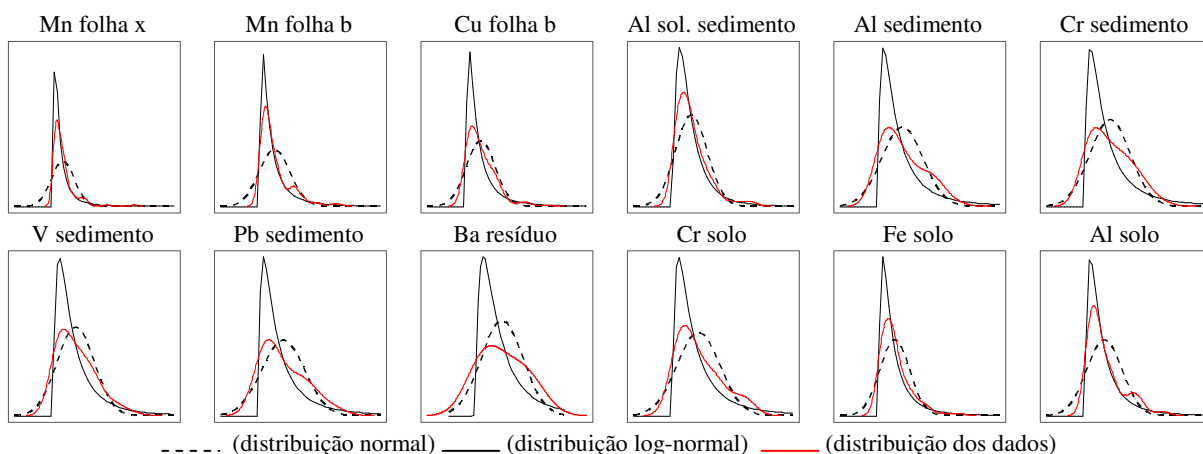 Mn folha x Mn folha b Cu folha b Al sol. sedimento Al sedimento Cr sedimento
V sedimento Pb sedimento Ba resíduo Cr solo Fe solo Al solo
(distribuição normal) (distribuição log-normal) (distribuição dos dados)